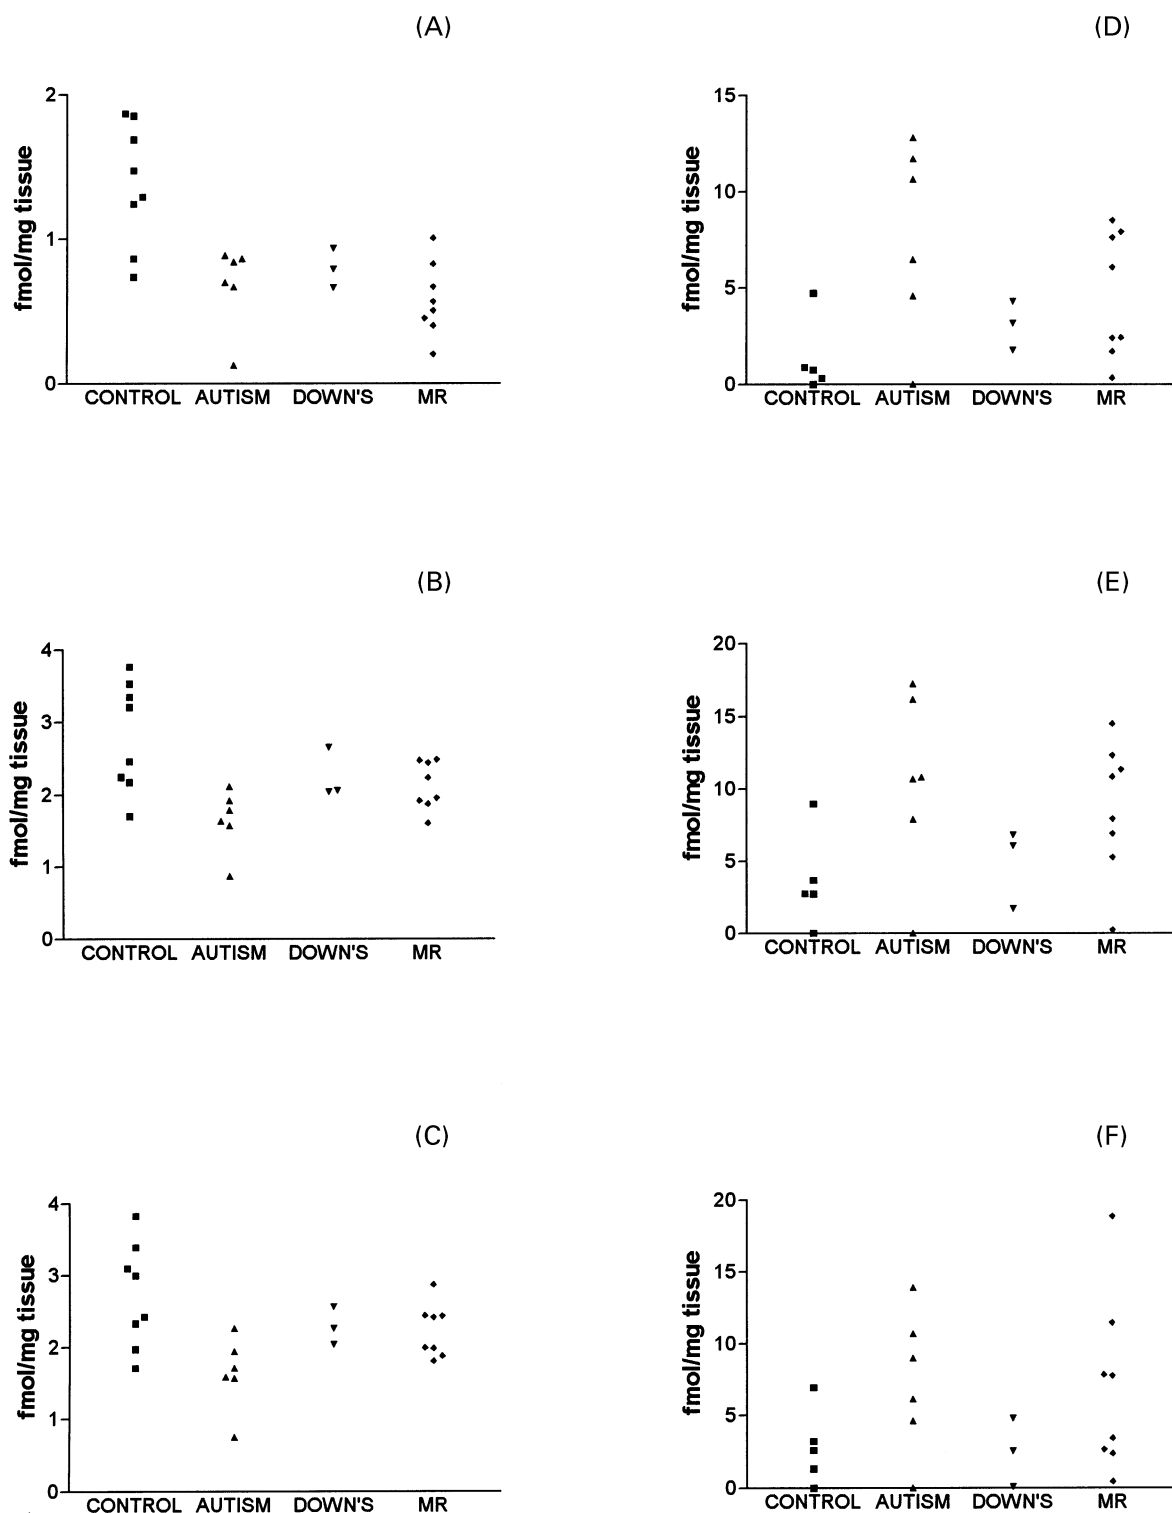 (A)
2
1
0
fmol/mg tissue
CONTROL AUTISM DOWN'S MR
(D)
15
10
5
0
fmol/mg tissue
CONTROL AUTISM DOWN'S MR
(B)
4
3
2
1
0
fmol/mg tissue
CONTROL AUTISM DOWN'S MR
(E)
20
15
10
5
0
fmol/mg tissue
CONTROL AUTISM DOWN'S MR
(C)
4
3
2
1
0
fmol/mg tissue
CONTROL AUTISM DOWN'S MR
(F)
20
15
10
5
0
fmol/mg tissue
CONTROL AUTISM DOWN'S MR